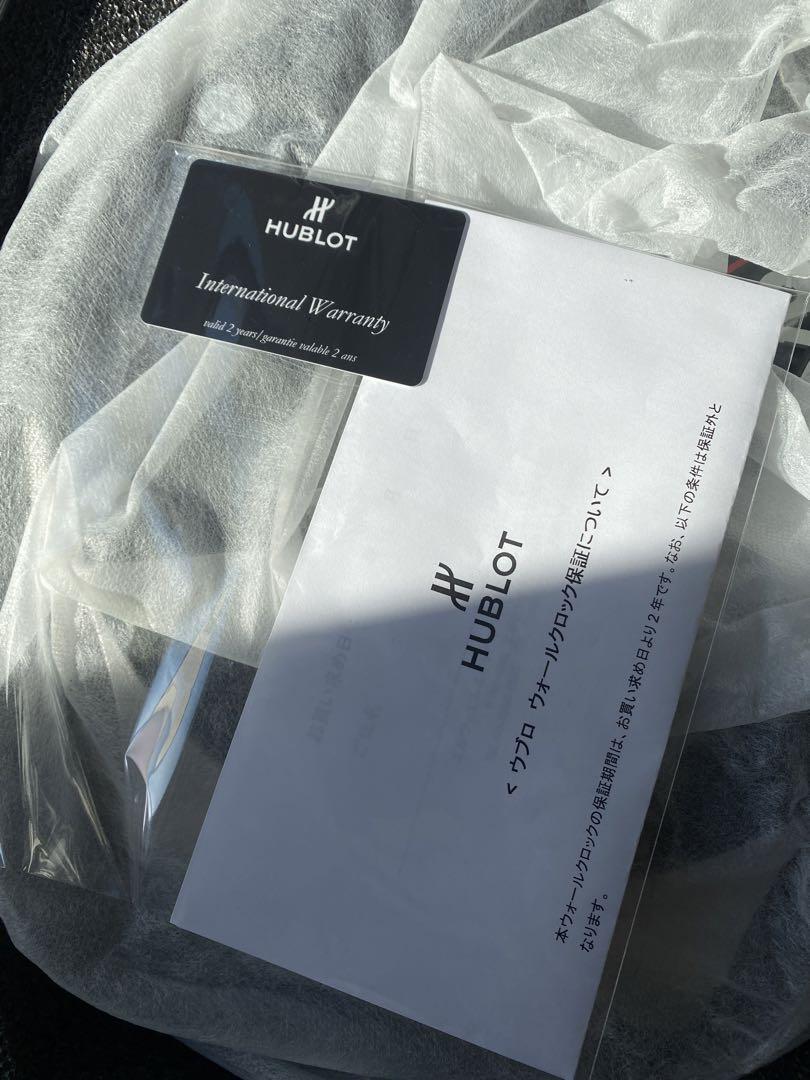 HUBLOT
International Warranty
valid 2 years/garantie valable 2 ans
HUBLOT
< ウブロ ウォールクロック保証について >
本ウォールクロックの保証期間は、お買い求め日より2年です。なお、以下の条件は保証外と
なります。